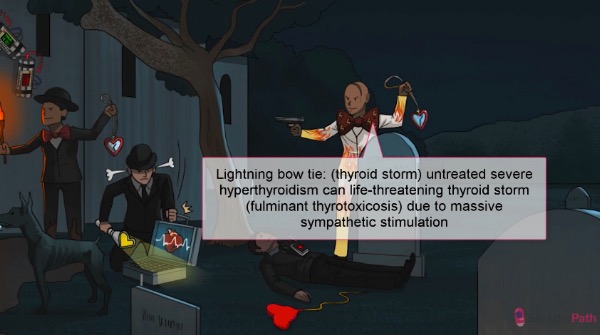 Lightning bow tie: (thyroid storm) untreated severe
hyperthyroidism can life-threatening thyroid storm
(fulminant thyrotoxicosis) due to massive
sympathetic stimulation
Path